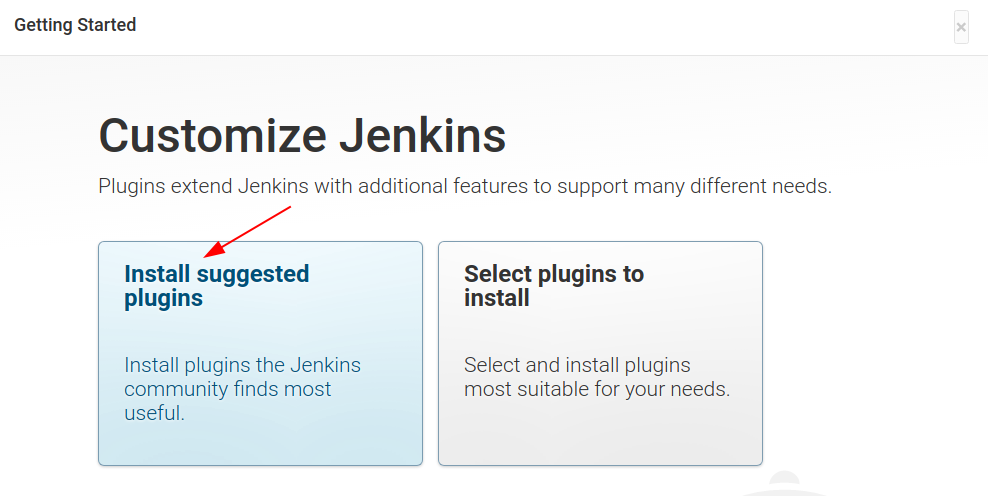 Getting Started
×
Customize Jenkins
Plugins extend Jenkins with additional features to support many different needs.
Install suggested
plugins
Install plugins the Jenkins
community finds most
useful.
Select plugins to
install
Select and install plugins
most suitable for your needs.